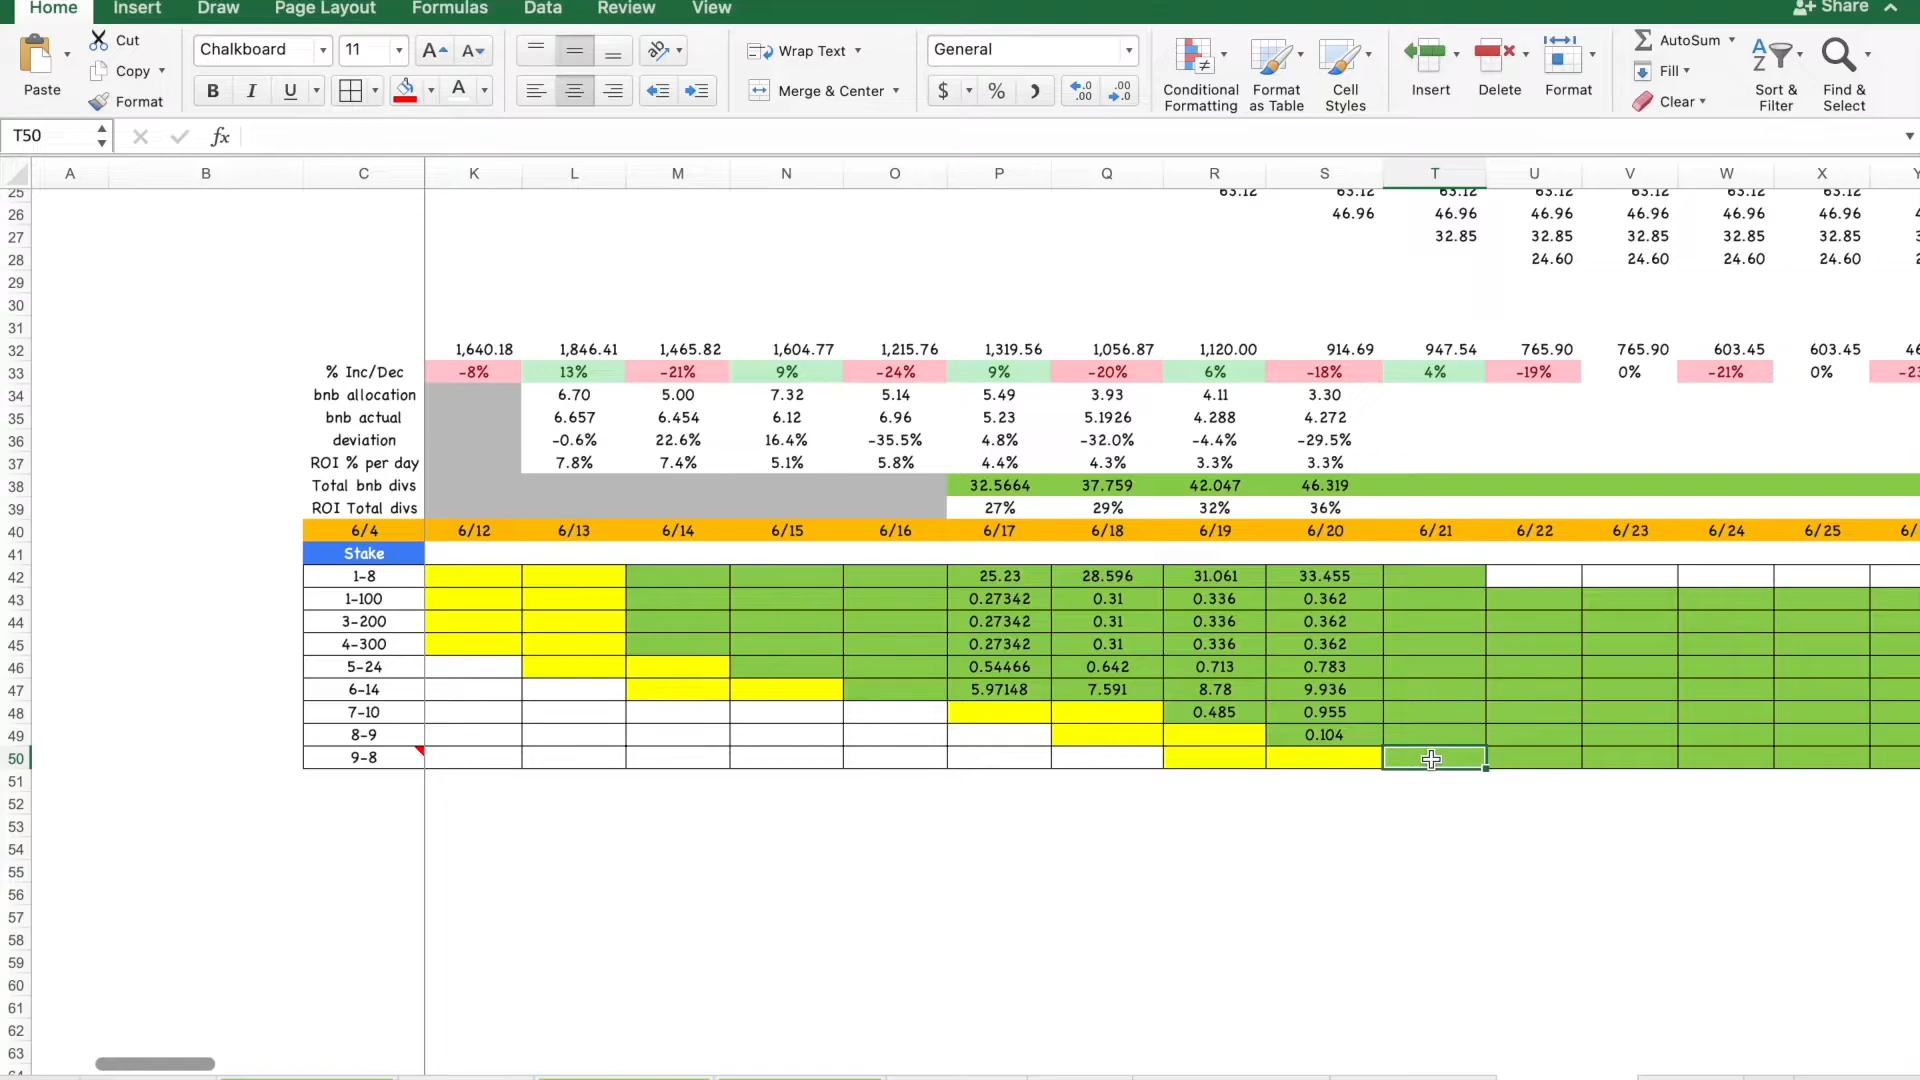 Home Insert Draw Page Layout Formulas Data Review View Share
Cut Chalkboard 11 A A Wrap Text General AutoSum
Copy Fill
Paste Format B I U A Merge & Center $ % Conditional Formatting Format as Table Cell Styles Insert Delete Format Clear Sort & Filter Find & Select
T50 fx
A B C K L M N O P Q R S T U V W X Y
25 63.12 63.12 63.12 63.12 63.12 63.12 63.12
26 46.96 46.96 46.96 46.96 46.96 46.96
27 32.85 32.85 32.85 32.85 32.85
28 24.60 24.60 24.60 24.60
29
30
31
32 1,640.18 1,846.41 1,465.82 1,604.77 1,215.76 1,319.56 1,056.87 1,120.00 914.69 947.54 765.90 765.90 603.45 603.45
33 % Inc/Dec -8% 13% -21% 9% -24% 9% -20% 6% -18% 4% -19% 0% -21% 0%
34 bnb allocation 6.70 5.00 7.32 5.14 5.49 3.93 4.11 3.30
35 bnb actual 6.657 6.454 6.12 6.96 5.23 5.1926 4.288 4.272
36 deviation -0.6% 22.6% 16.4% -35.5% 4.8% -32.0% -4.4% -29.5%
37 ROI % per day 7.8% 7.4% 5.1% 5.8% 4.4% 4.3% 3.3% 3.3%
38 Total bnb divs 32.5664 37.759 42.047 46.319
39 ROI Total divs 27% 29% 32% 36%
40 6/4 6/12 6/13 6/14 6/15 6/16 6/17 6/18 6/19 6/20 6/21 6/22 6/23 6/24 6/25
41 Stake
42 1-8 25.23 28.596 31.061 33.455
43 1-100 0.27342 0.31 0.336 0.362
44 3-200 0.27342 0.31 0.336 0.362
45 4-300 0.27342 0.31 0.336 0.362
46 5-24 0.54466 0.642 0.713 0.783
47 6-14 5.97148 7.591 8.78 9.936
48 7-10 0.485 0.955
49 8-9 0.104
50 9-8
51
52
53
54
55
56
57
58
59
60
61
62
63